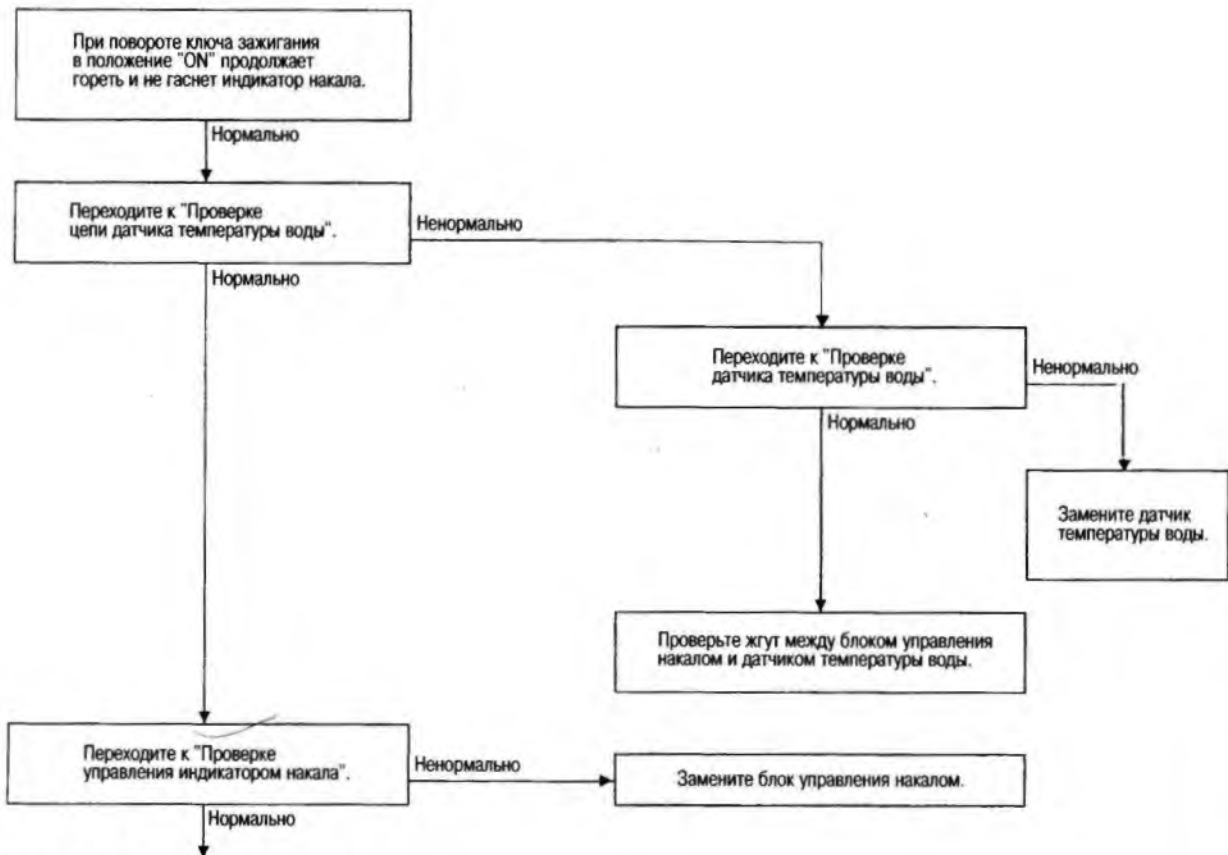 При повороте ключа зажигания
в положение "ON" продолжает
гореть и не гаснет индикатор накала.
Нормально
Переходите к "Проверке
цепи датчика температуры воды".
Ненормально
Нормально
Переходите к "Проверке
датчика температуры воды".
Ненормально
Нормально
Замените датчик
температуры воды.
Проверьте жгут между блоком управления
накалом и датчиком температуры воды.
Переходите к "Проверке
управления индикатором накала".
Ненормально
Замените блок управления накалом.
Нормально